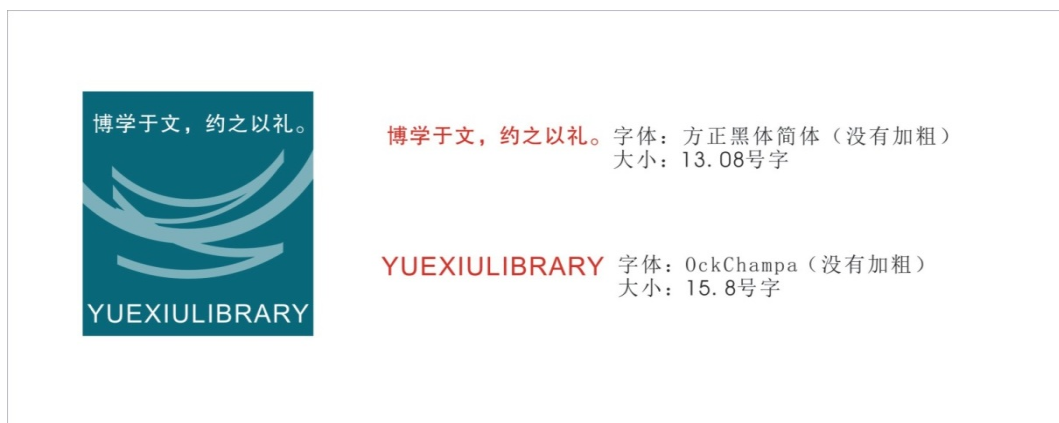 博学于文，约之以礼。
YUEXIULIBRARY
博学于文，约之以礼。 字体：方正黑体简体（没有加粗）
大小：13.08号字
YUEXIULIBRARY 字体：OckChampa（没有加粗）
大小：15.8号字